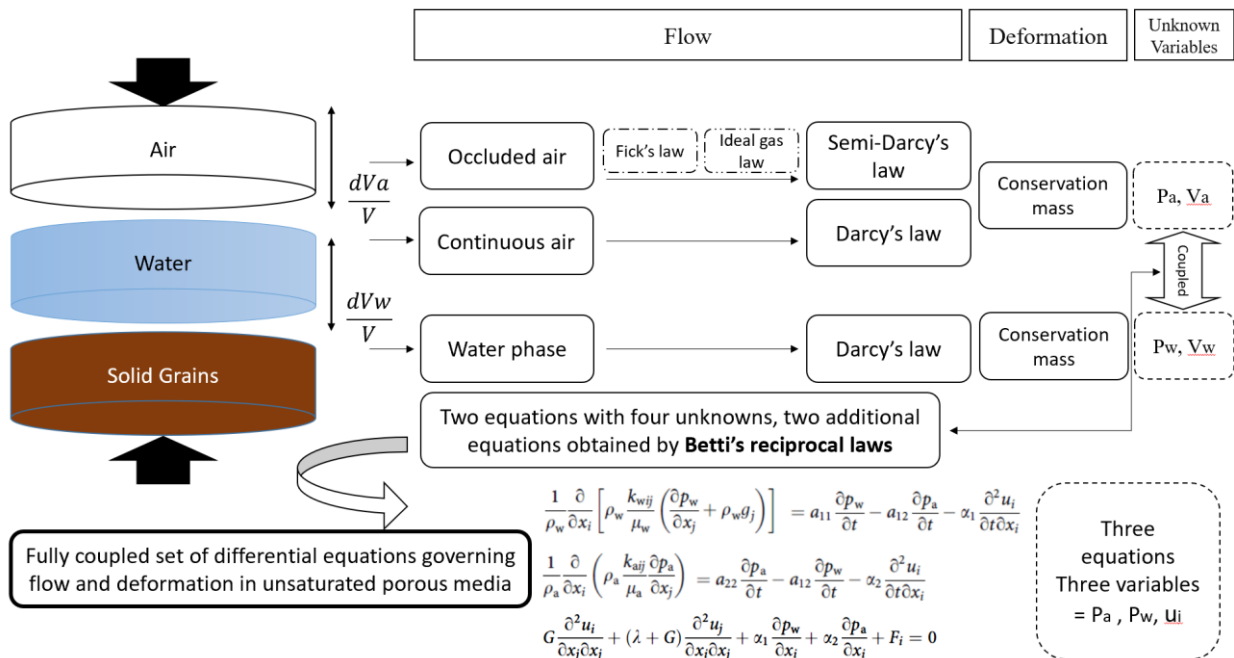 Flow
Deformation
Unknown
Variables
Air
Water
Solid Grains
dVa
V
dVw
V
Occluded air
Fick's law
Ideal gas
law
Semi-Darcy's
law
Continuous air
Darcy's law
Conservation
mass
Pa, Va
Coupled
Water phase
Darcy's law
Conservation
mass
Pw, Vw
Two equations with four unknowns, two additional
equations obtained by Betti's reciprocal laws
Fully coupled set of differential equations governing
flow and deformation in unsaturated porous media
1/ρw ∂/∂xi [ρw kwij/μw (∂pw/∂xj + ρw gj)] = a11 ∂pw/∂t − a12 ∂pa/∂t − α1 ∂²ui/∂t∂xi
1/ρa ∂/∂xi (ρa kaij/μa ∂pa/∂xj) = a22 ∂pa/∂t − a12 ∂pw/∂t − α2 ∂²ui/∂t∂xi
G ∂²ui/∂xj∂xj + (λ + G) ∂²uj/∂xi∂xj + α1 ∂pw/∂xi + α2 ∂pa/∂xi + Fi = 0
Three
equations
Three variables
= Pa , Pw, ui